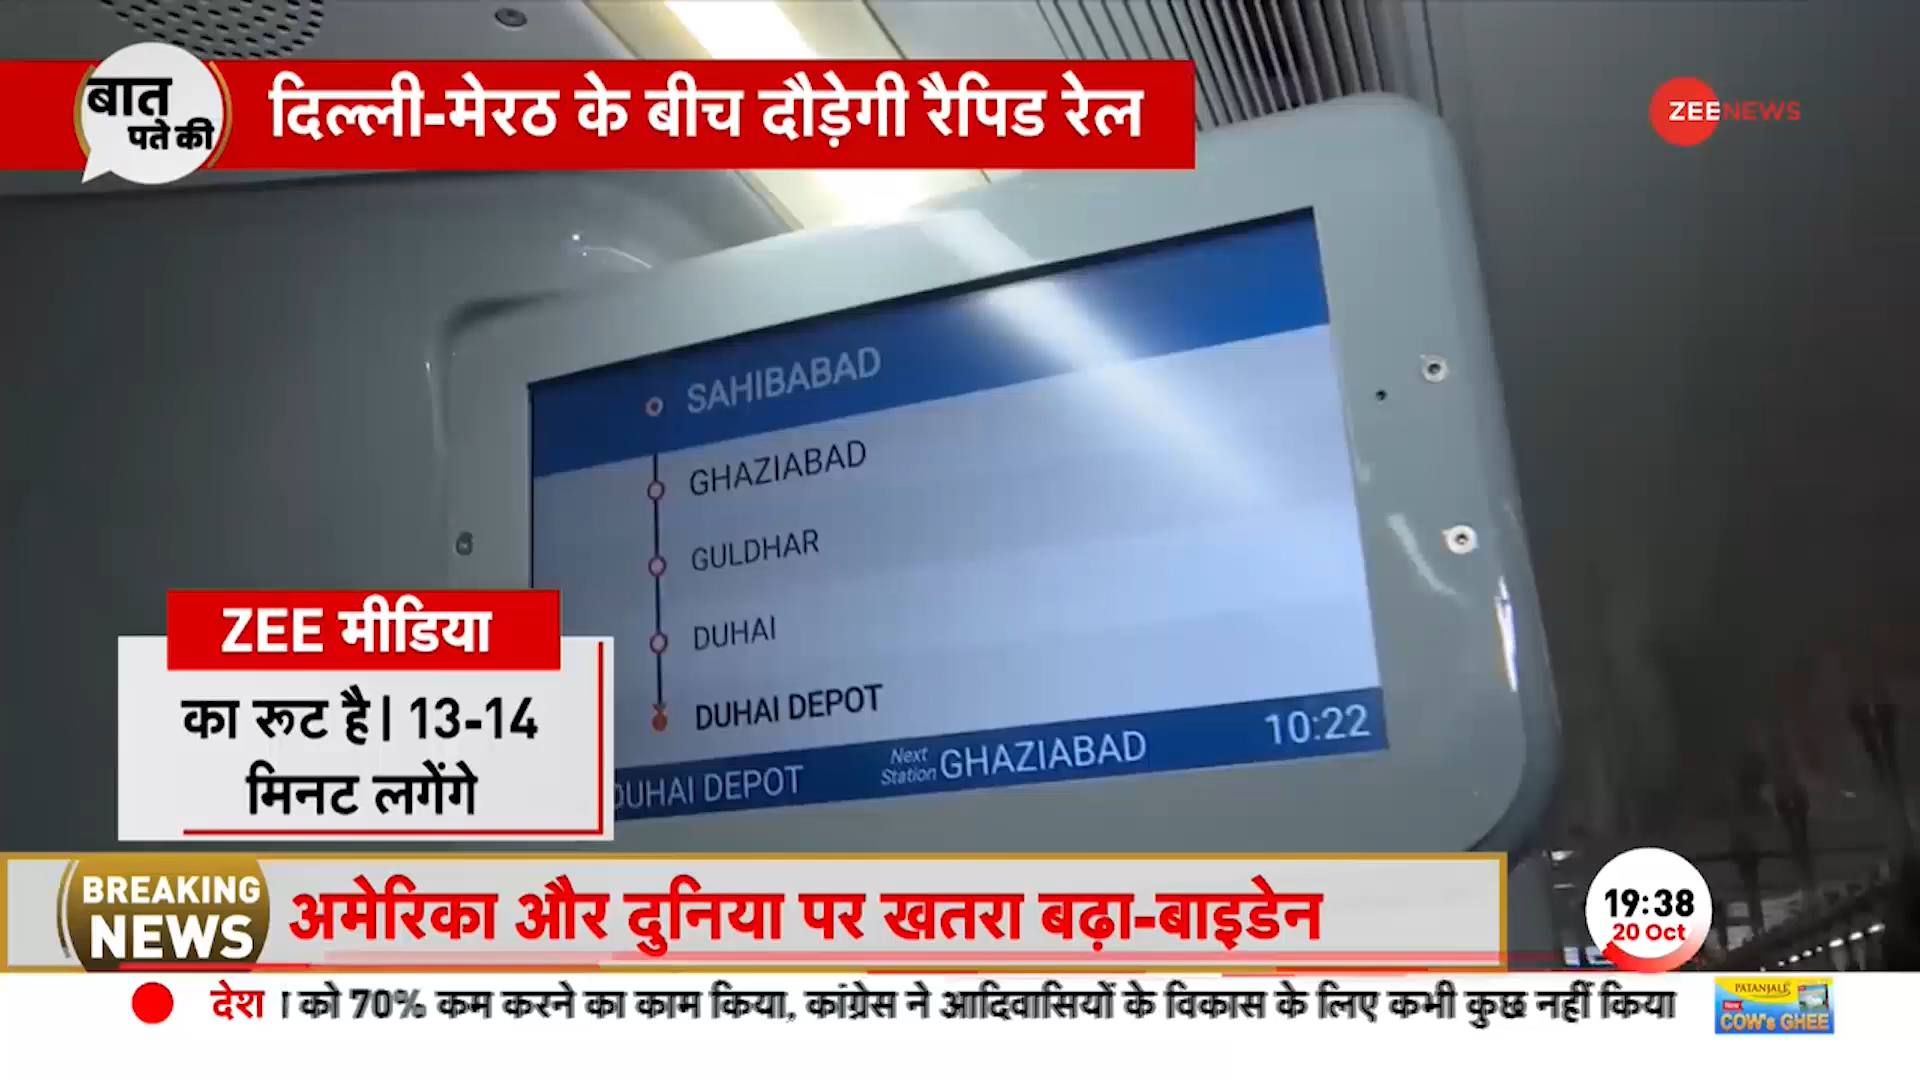 बात
पते की
दिल्ली-मेरठ के बीच दौड़ेगी रैपिड रेल
ZEENEWS
SAHIBABAD
GHAZIABAD
GULDHAR
DUHAI
DUHAI DEPOT
DUHAI DEPOT Next Station GHAZIABAD 10:22
ZEE मीडिया
का रूट है| 13-14
मिनट लगेंगे
BREAKING
NEWS
अमेरिका और दुनिया पर खतरा बढ़ा-बाइडेन
19:38
20 Oct
देश
को 70% कम करने का काम किया, कांग्रेस ने आदिवासियों के विकास के लिए कभी कुछ नहीं किया
PATANJALI
New
COW's GHEE